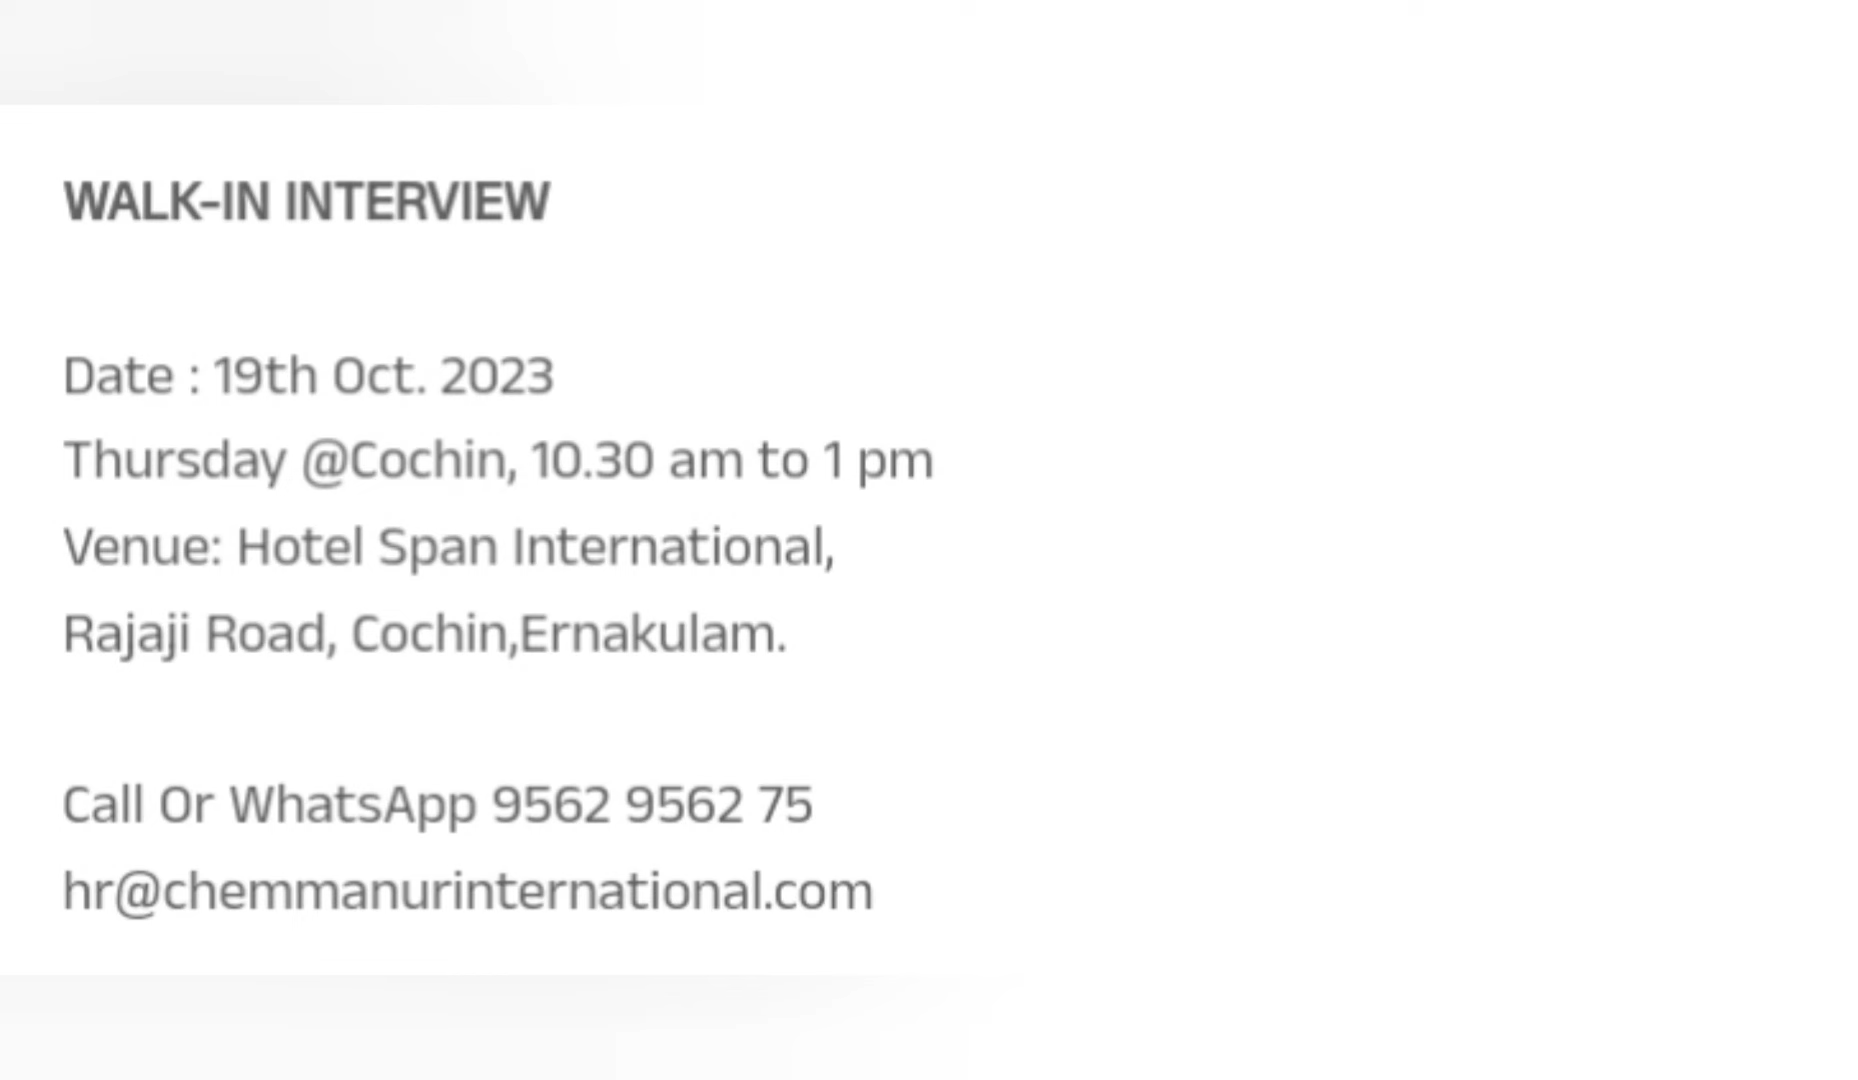 WALK-IN INTERVIEW
Date : 19th Oct. 2023
Thursday @Cochin, 10.30 am to 1 pm
Venue: Hotel Span International,
Rajaji Road, Cochin,Ernakulam.
Call Or WhatsApp 9562 9562 75
hr@chemmanurinternational.com